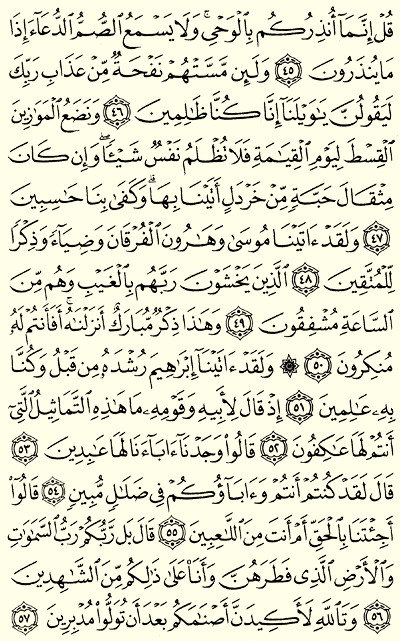 قُلۡ إِنَّمَآ أُنذِرُكُم بِٱلۡوَحۡيِۚ وَلَا يَسۡمَعُ ٱلصُّمُّ ٱلدُّعَآءَ إِذَا
مَا يُنذَرُونَ ٤٥ وَلَئِن مَّسَّتۡهُمۡ نَفۡحَةٞ مِّنۡ عَذَابِ رَبِّكَ
لَيَقُولُنَّ يَٰوَيۡلَنَآ إِنَّا كُنَّا ظَٰلِمِينَ ٤٦ وَنَضَعُ ٱلۡمَوَٰزِينَ
ٱلۡقِسۡطَ لِيَوۡمِ ٱلۡقِيَٰمَةِ فَلَا تُظۡلَمُ نَفۡسٞ شَيۡـٔٗاۖ وَإِن كَانَ
مِثۡقَالَ حَبَّةٖ مِّنۡ خَرۡدَلٍ أَتَيۡنَا بِهَاۗ وَكَفَىٰ بِنَا حَٰسِبِينَ
٤٧ وَلَقَدۡ ءَاتَيۡنَا مُوسَىٰ وَهَٰرُونَ ٱلۡفُرۡقَانَ وَضِيَآءٗ وَذِكۡرٗا
لِّلۡمُتَّقِينَ ٤٨ ٱلَّذِينَ يَخۡشَوۡنَ رَبَّهُم بِٱلۡغَيۡبِ وَهُم مِّنَ
ٱلسَّاعَةِ مُشۡفِقُونَ ٤٩ وَهَٰذَا ذِكۡرٞ مُّبَارَكٌ أَنزَلۡنَٰهُۚ أَفَأَنتُمۡ لَهُۥ
مُنكِرُونَ ٥٠ ۞ وَلَقَدۡ ءَاتَيۡنَآ إِبۡرَٰهِيمَ رُشۡدَهُۥ مِن قَبۡلُ وَكُنَّا
بِهِۦ عَٰلِمِينَ ٥١ إِذۡ قَالَ لِأَبِيهِ وَقَوۡمِهِۦ مَا هَٰذِهِ ٱلتَّمَاثِيلُ ٱلَّتِيٓ
أَنتُمۡ لَهَا عَٰكِفُونَ ٥٢ قَالُواْ وَجَدۡنَآ ءَابَآءَنَا لَهَا عَٰبِدِينَ ٥٣
قَالَ لَقَدۡ كُنتُمۡ أَنتُمۡ وَءَابَآؤُكُمۡ فِي ضَلَٰلٖ مُّبِينٖ ٥٤ قَالُوٓاْ
أَجِئۡتَنَا بِٱلۡحَقِّ أَمۡ أَنتَ مِنَ ٱللَّٰعِبِينَ ٥٥ قَالَ بَل رَّبُّكُمۡ رَبُّ ٱلسَّمَٰوَٰتِ
وَٱلۡأَرۡضِ ٱلَّذِي فَطَرَهُنَّ وَأَنَا۠ عَلَىٰ ذَٰلِكُم مِّنَ ٱلشَّٰهِدِينَ
٥٦ وَتَٱللَّهِ لَأَكِيدَنَّ أَصۡنَٰمَكُم بَعۡدَ أَن تُوَلُّواْ مُدۡبِرِينَ ٥٧